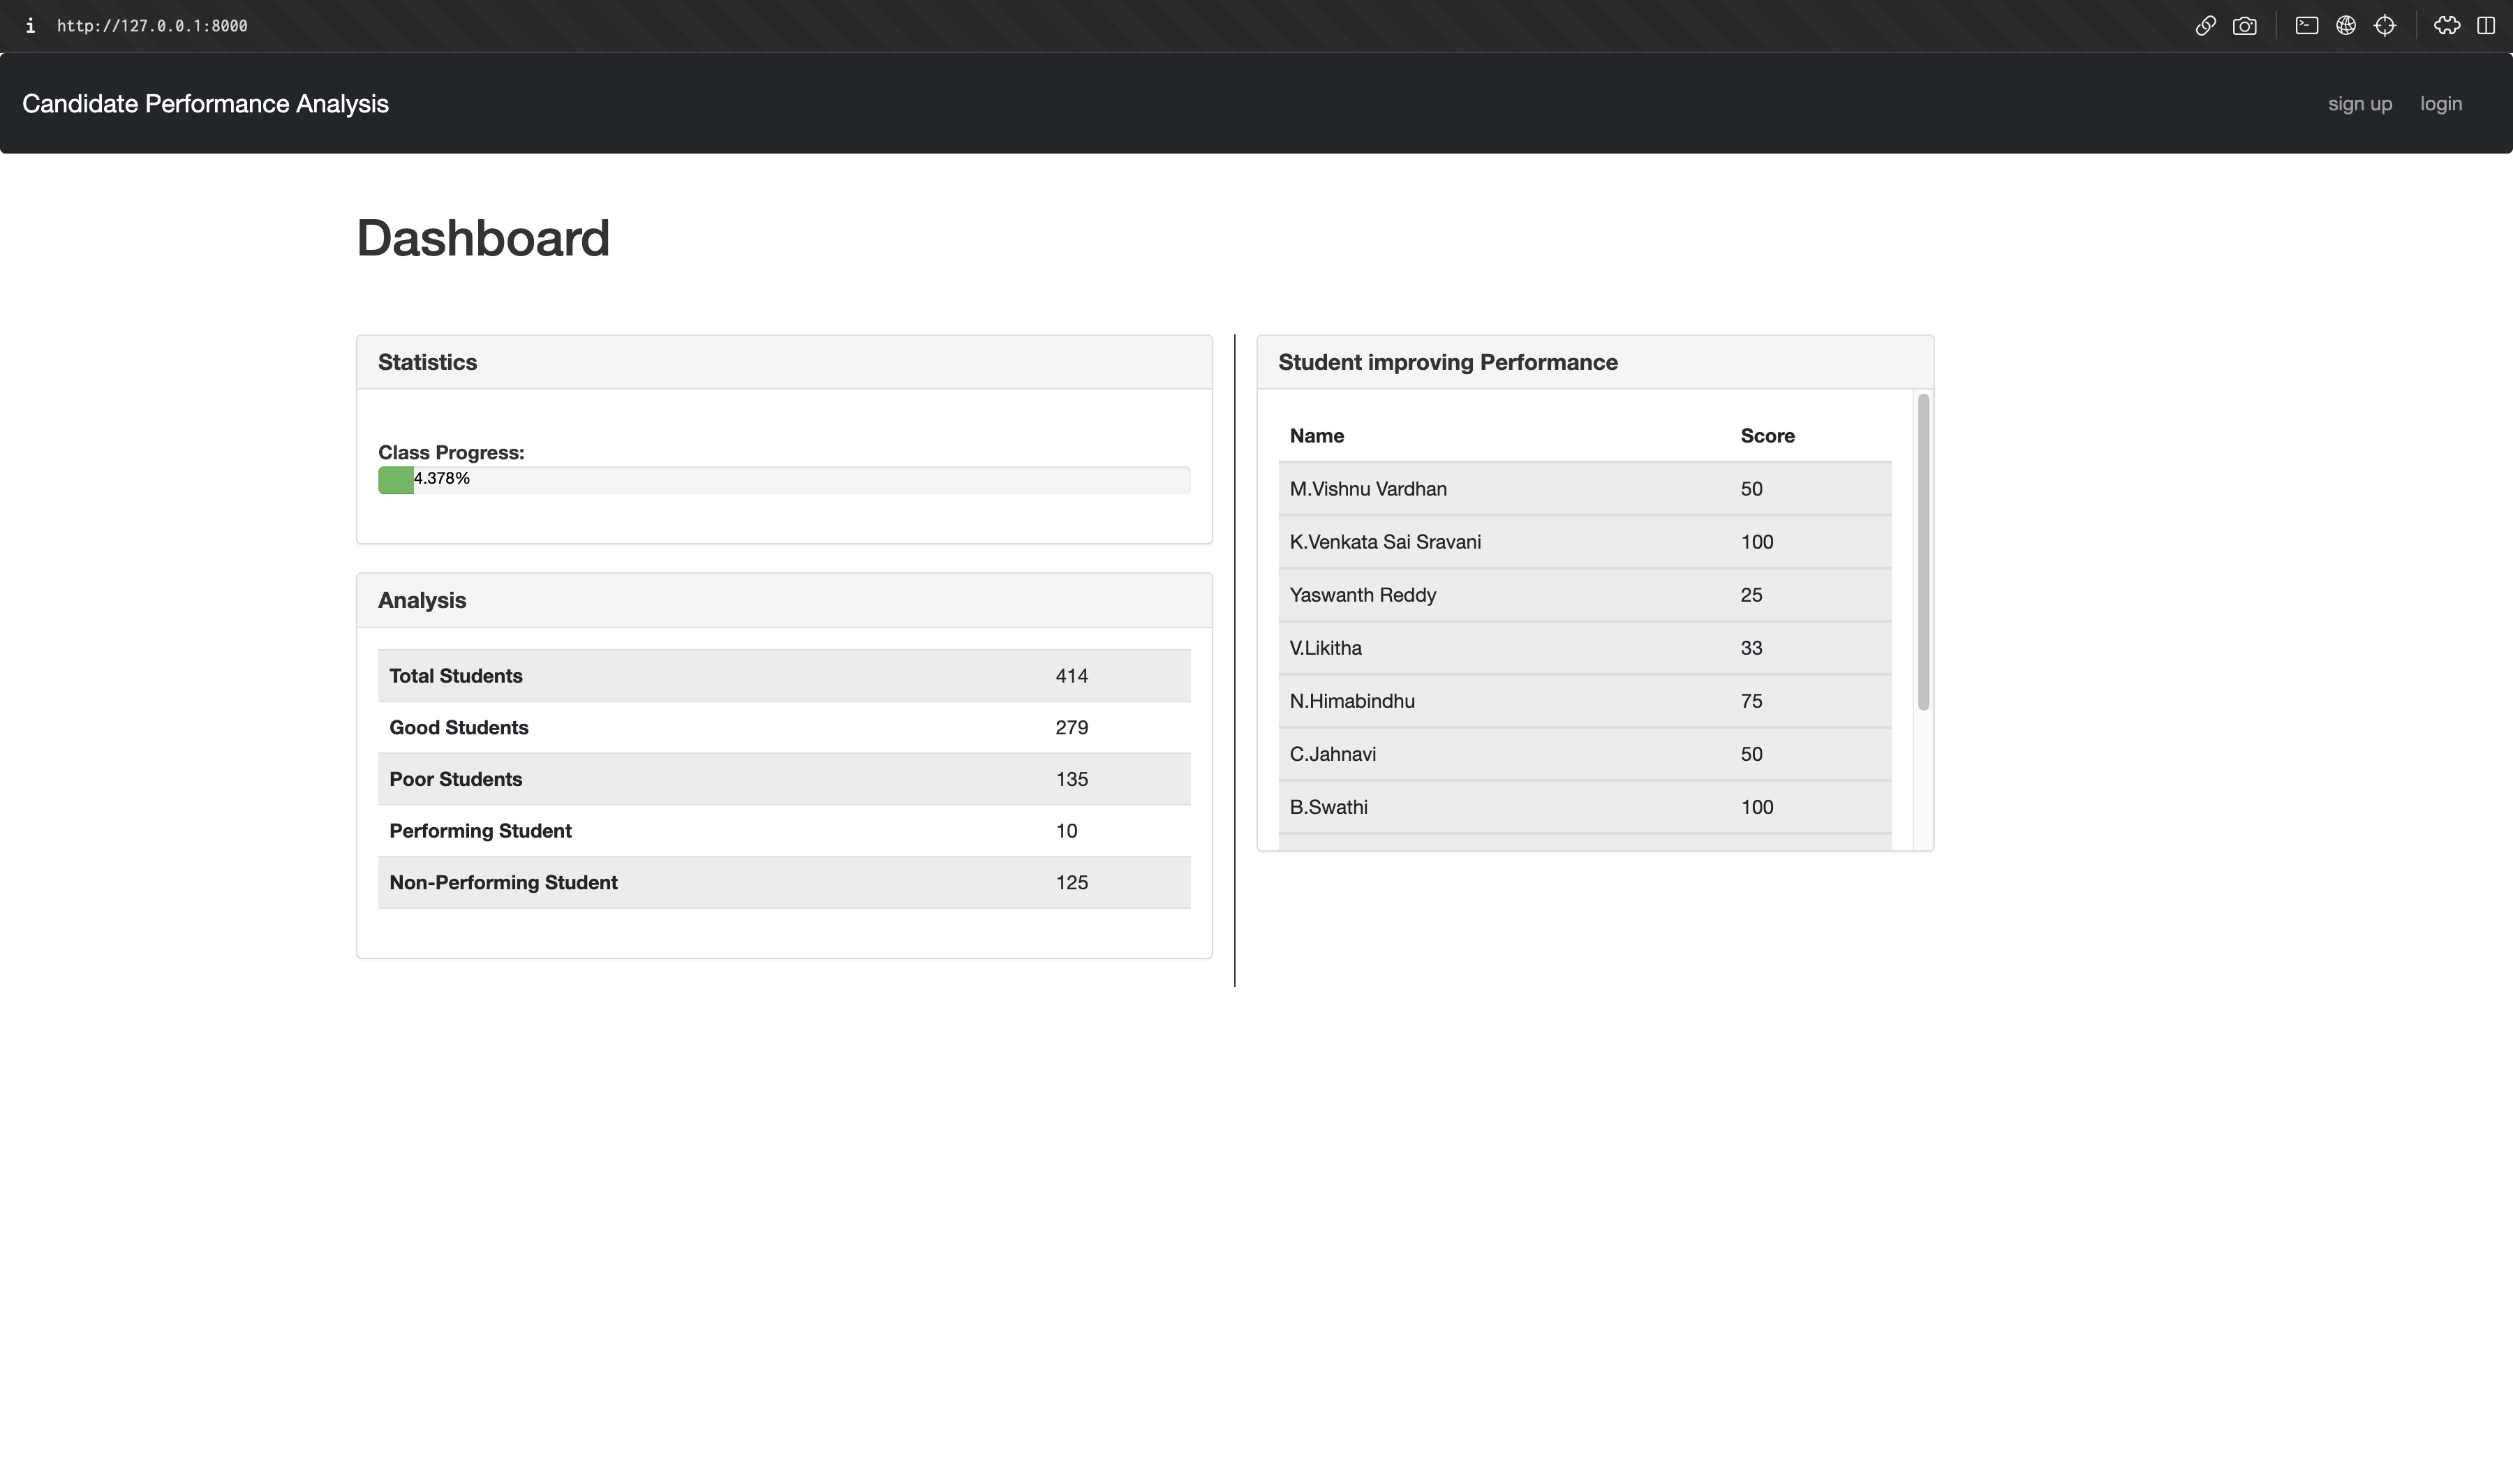 i http://127.0.0.1:8000
Candidate Performance Analysis sign up login
Dashboard
Statistics
Class Progress:
4.378%
Analysis
Total Students 414
Good Students 279
Poor Students 135
Performing Student 10
Non-Performing Student 125
Student improving Performance
Name Score
M.Vishnu Vardhan 50
K.Venkata Sai Sravani 100
Yaswanth Reddy 25
V.Likitha 33
N.Himabindhu 75
C.Jahnavi 50
B.Swathi 100